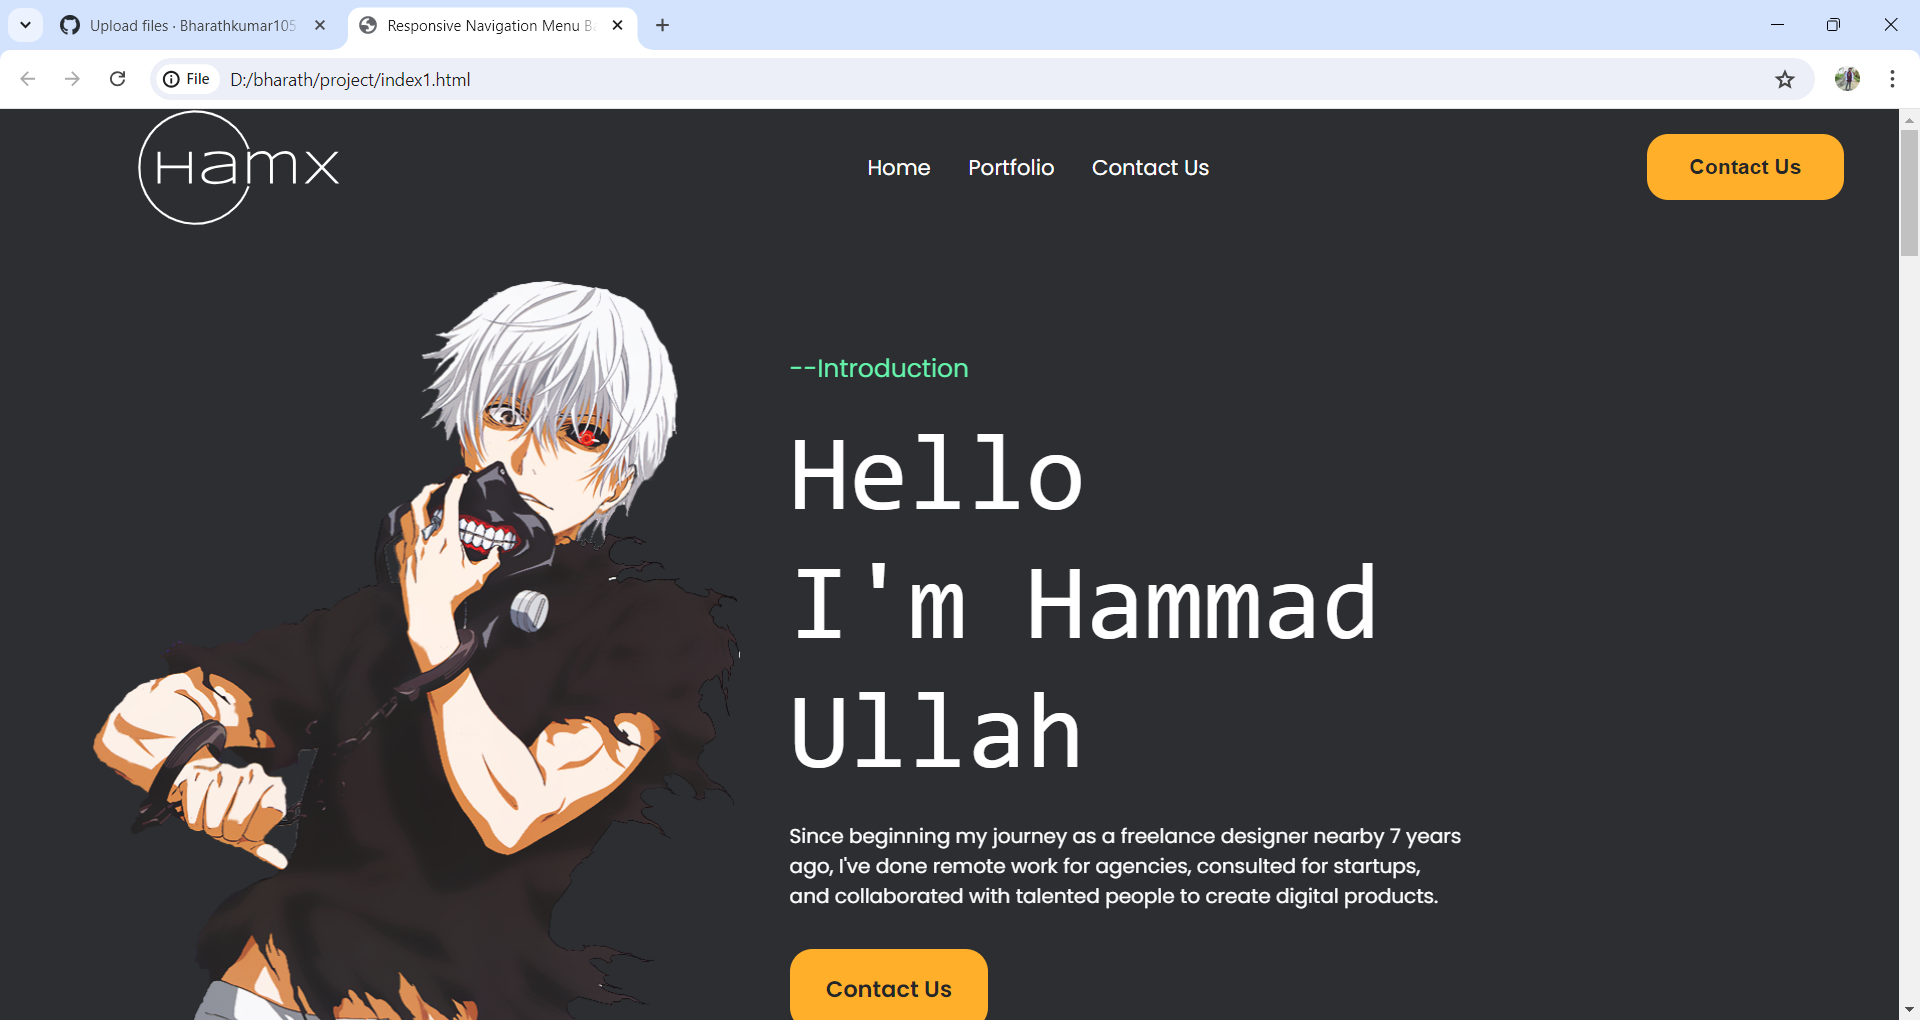 Upload files · Bharathkumar105
Responsive Navigation Menu Ba
File
D:/bharath/project/index1.html
Hamx
Home
Portfolio
Contact Us
Contact Us
--Introduction
Hello
I'm Hammad
Ullah
Since beginning my journey as a freelance designer nearby 7 years
ago, I've done remote work for agencies, consulted for startups,
and collaborated with talented people to create digital products.
Contact Us